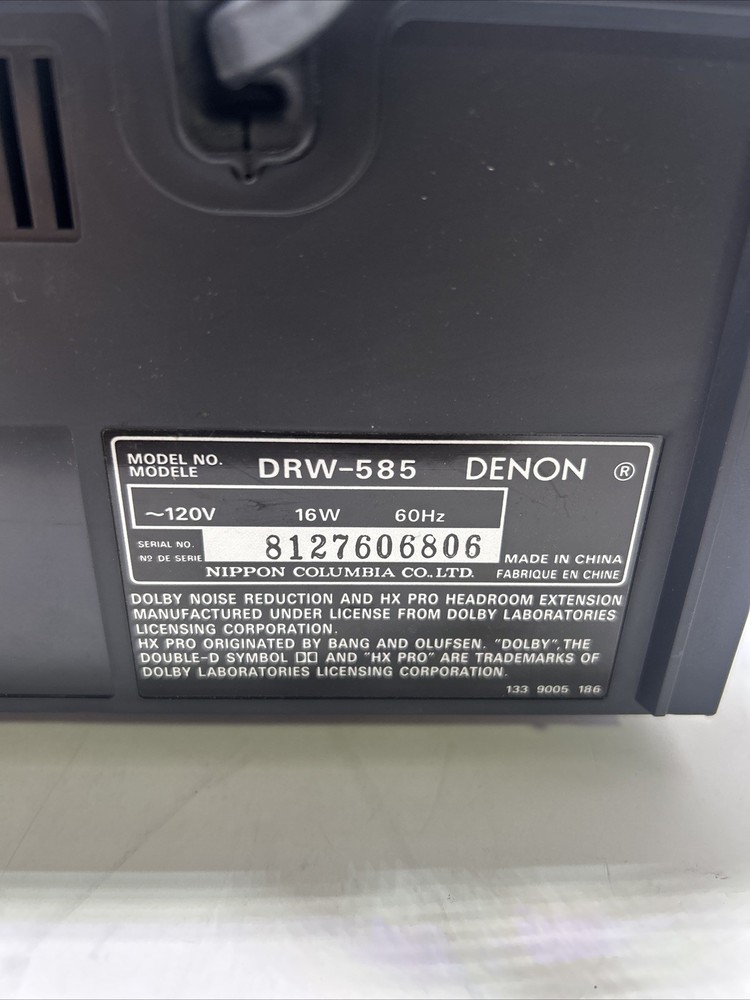 MODEL NO.
MODELE
DRW-585 DENON ®
~120V 16W 60Hz
SERIAL NO.
Nº DE SERIE
8127606806
MADE IN CHINA
NIPPON COLUMBIA CO., LTD. FABRIQUE EN CHINE
DOLBY NOISE REDUCTION AND HX PRO HEADROOM EXTENSION
MANUFACTURED UNDER LICENSE FROM DOLBY LABORATORIES
LICENSING CORPORATION.
HX PRO ORIGINATED BY BANG AND OLUFSEN. "DOLBY", THE
DOUBLE-D SYMBOL AND "HX PRO" ARE TRADEMARKS OF
DOLBY LABORATORIES LICENSING CORPORATION.
133 9005 186